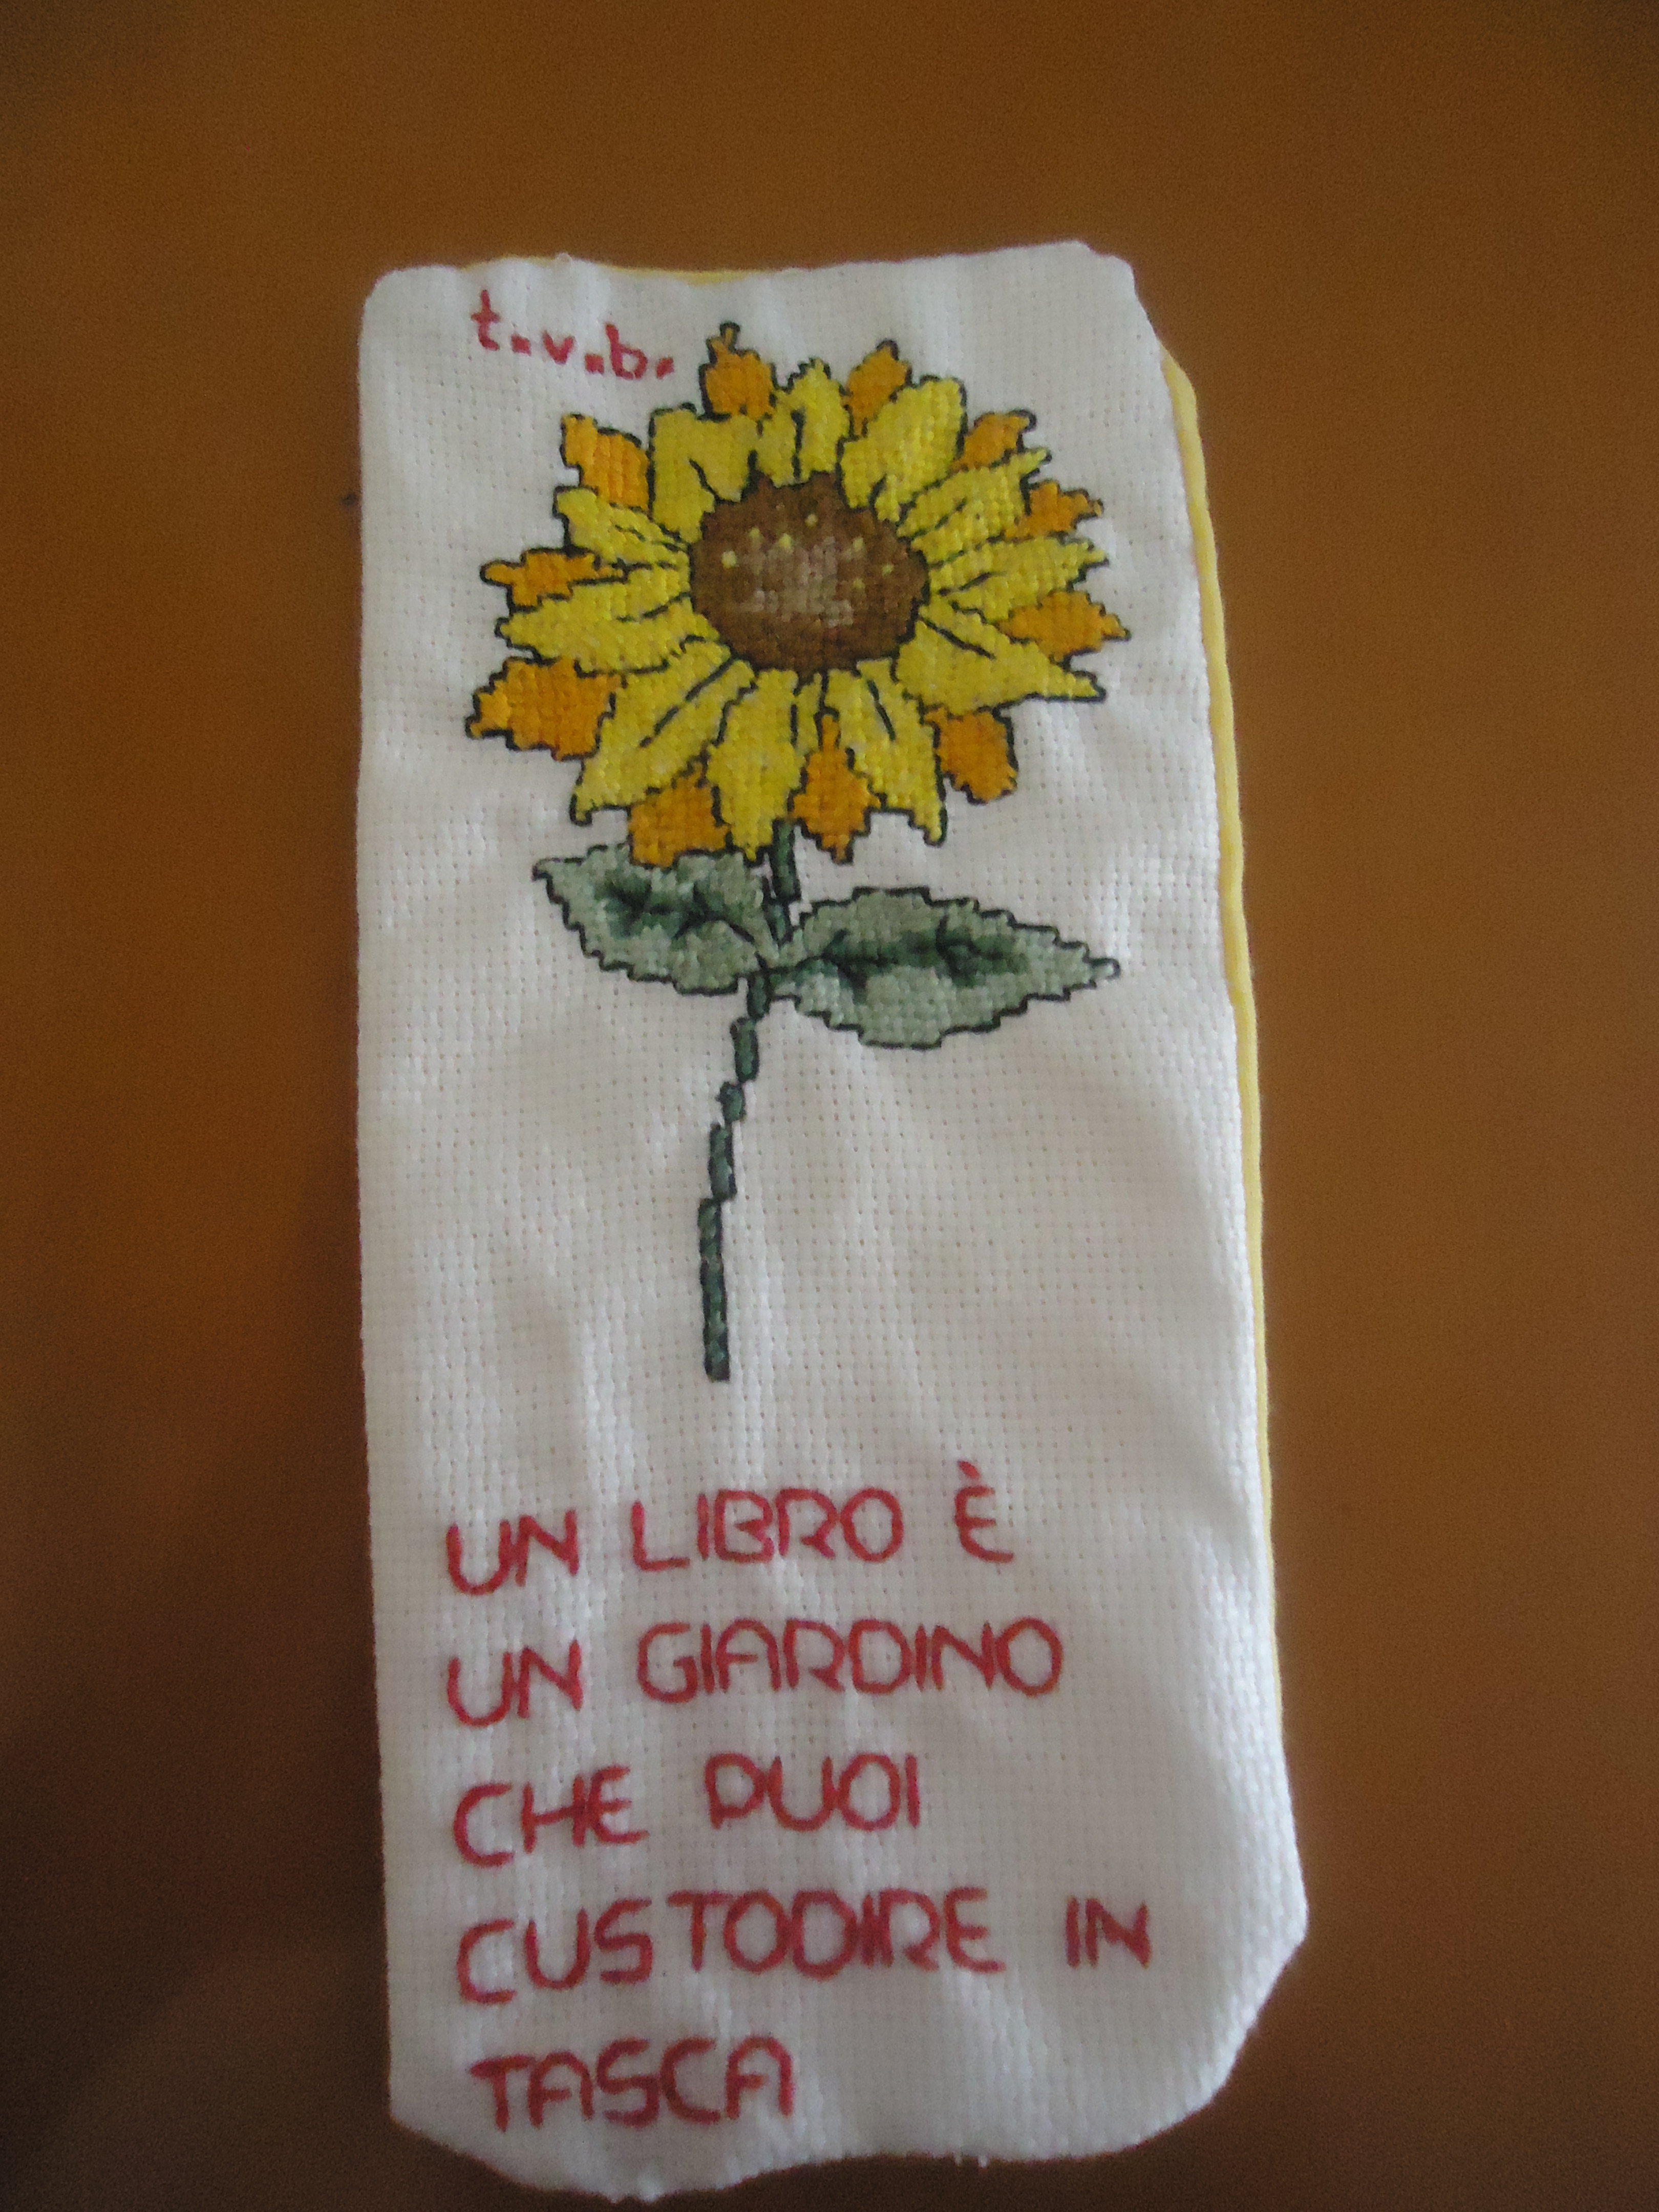 t.v.b.
UN LIBRO È
UN GIARDINO
CHE PUOI
CUSTODIRE IN
TASCA